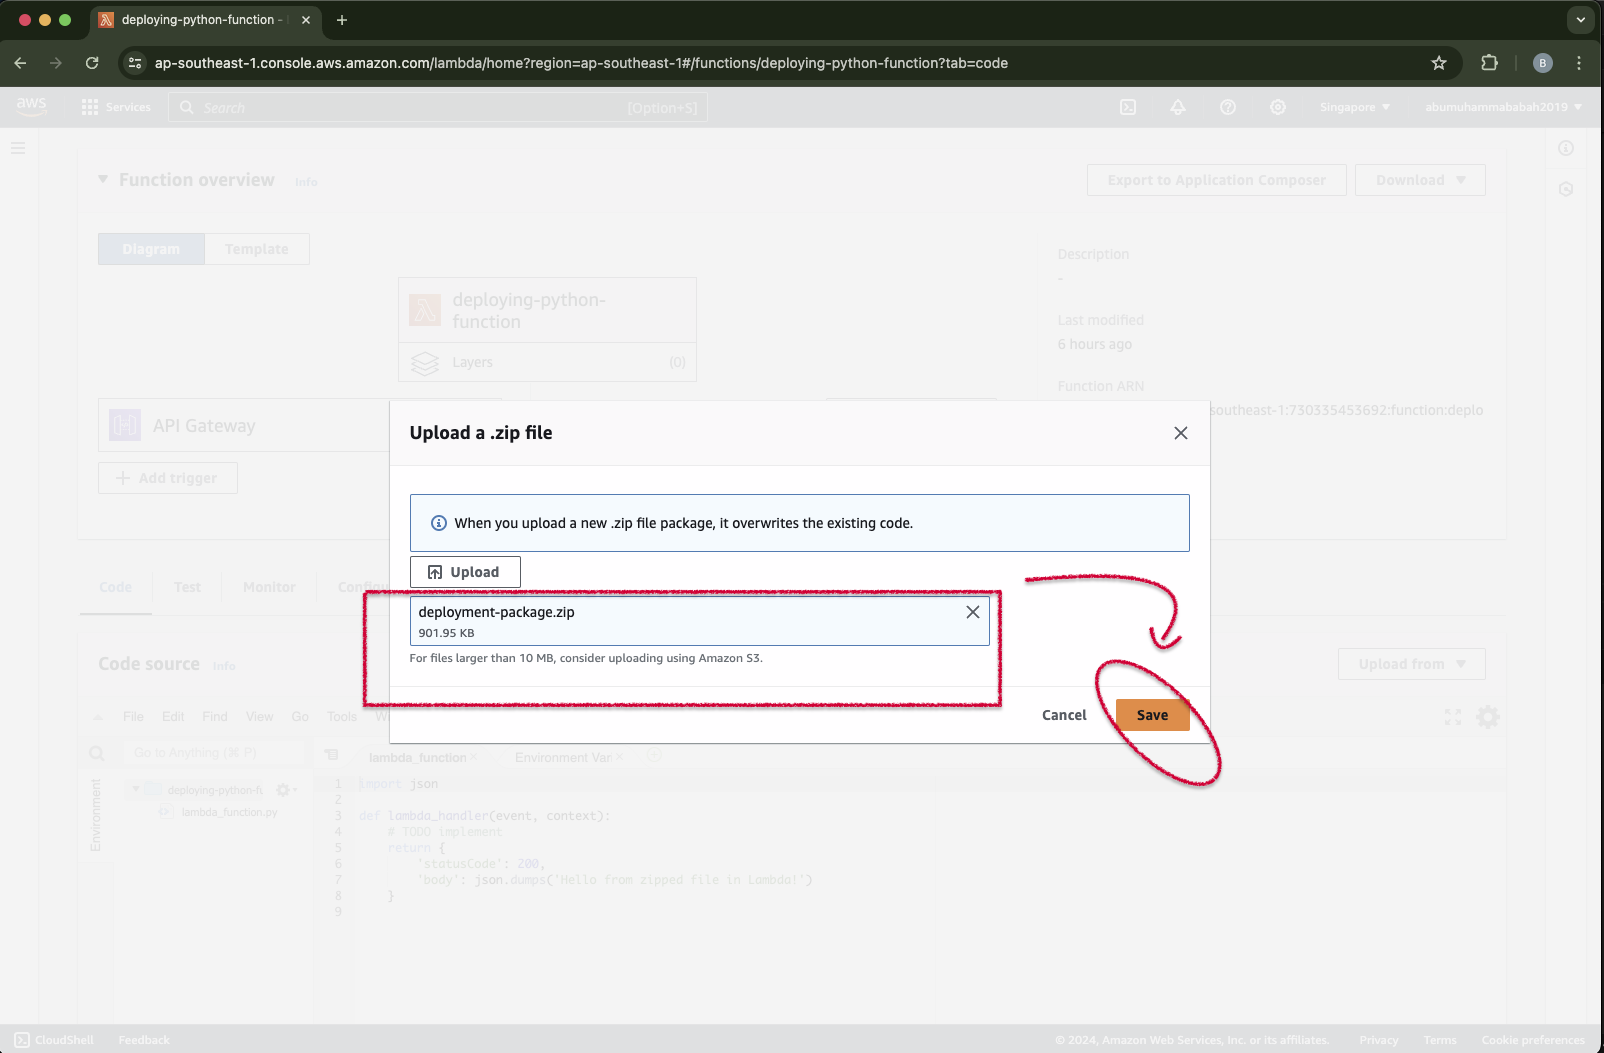 deploying-python-function -
ap-southeast-1.console.aws.amazon.com/lambda/home?region=ap-southeast-1#/functions/deploying-python-function?tab=code
B
aws
Services
Search
[Option+S]
Singapore
abumuhammababah2019
Function overview
Info
Export to Application Composer
Download
Diagram
Template
Description
-
deploying-python-
function
Last modified
6 hours ago
Layers
(0)
Function ARN
southeast-1:730335453692:function:deplo
API Gateway
Add trigger
Upload a .zip file
When you upload a new .zip file package, it overwrites the existing code.
Upload
deployment-package.zip
901.95 KB
For files larger than 10 MB, consider uploading using Amazon S3.
Cancel
Save
Code
Test
Monitor
Code source
Info
Upload from
File
Edit
Find
View
Go
Tools
Go to Anything (⌘ P)
lambda_function
Environment Var
Environment
deploying-python-fu
lambda_function.py
1 import json
2
3 def lambda_handler(event, context):
4 # TODO implement
5 return {
6 'statusCode': 200,
7 'body': json.dumps('Hello from zipped file in Lambda!')
8 }
9
CloudShell
Feedback
© 2024, Amazon Web Services, Inc. or its affiliates.
Privacy
Terms
Cookie preferences